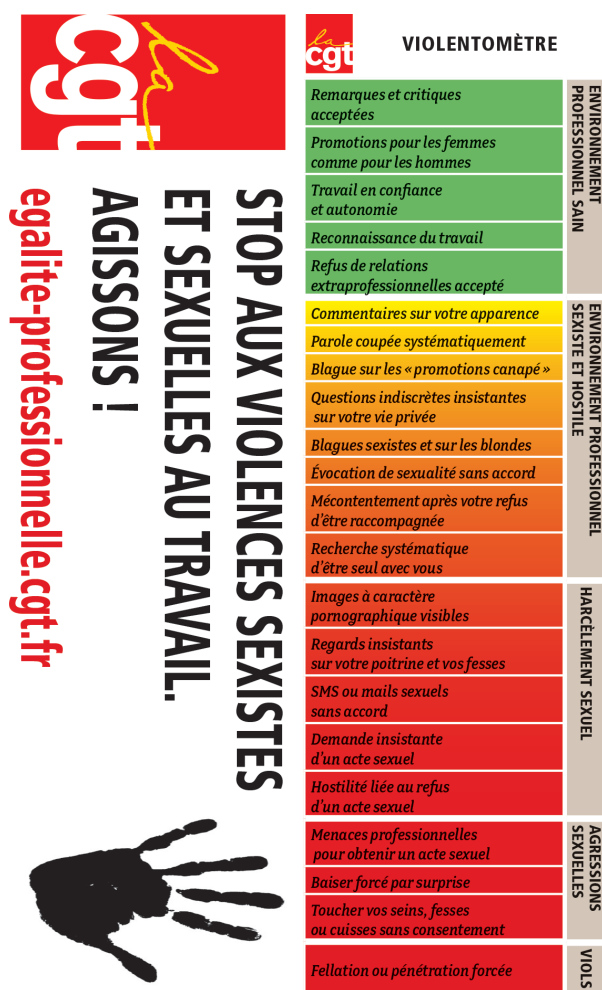 la
cgt
STOP AUX VIOLENCES SEXISTES
ET SEXUELLES AU TRAVAIL.
AGISSONS !
egalite-professionnelle.cgt.fr
la
cgt
VIOLENTOMÈTRE
ENVIRONNEMENT
PROFESSIONNEL SAIN
Remarques et critiques
acceptées
Promotions pour les femmes
comme pour les hommes
Travail en confiance
et autonomie
Reconnaissance du travail
Refus de relations
extraprofessionnelles accepté
ENVIRONNEMENT PROFESSIONNEL
SEXISTE ET HOSTILE
Commentaires sur votre apparence
Parole coupée systématiquement
Blague sur les « promotions canapé »
Questions indiscrètes insistantes
sur votre vie privée
Blagues sexistes et sur les blondes
Évocation de sexualité sans accord
Mécontentement après votre refus
d'être raccompagnée
Recherche systématique
d'être seul avec vous
HARCÈLEMENT SEXUEL
Images à caractère
pornographique visibles
Regards insistants
sur votre poitrine et vos fesses
SMS ou mails sexuels
sans accord
Demande insistante
d'un acte sexuel
Hostilité liée au refus
d'un acte sexuel
AGRESSIONS
SEXUELLES
Menaces professionnelles
pour obtenir un acte sexuel
Baiser forcé par surprise
Toucher vos seins, fesses
ou cuisses sans consentement
VIOLS
Fellation ou pénétration forcée